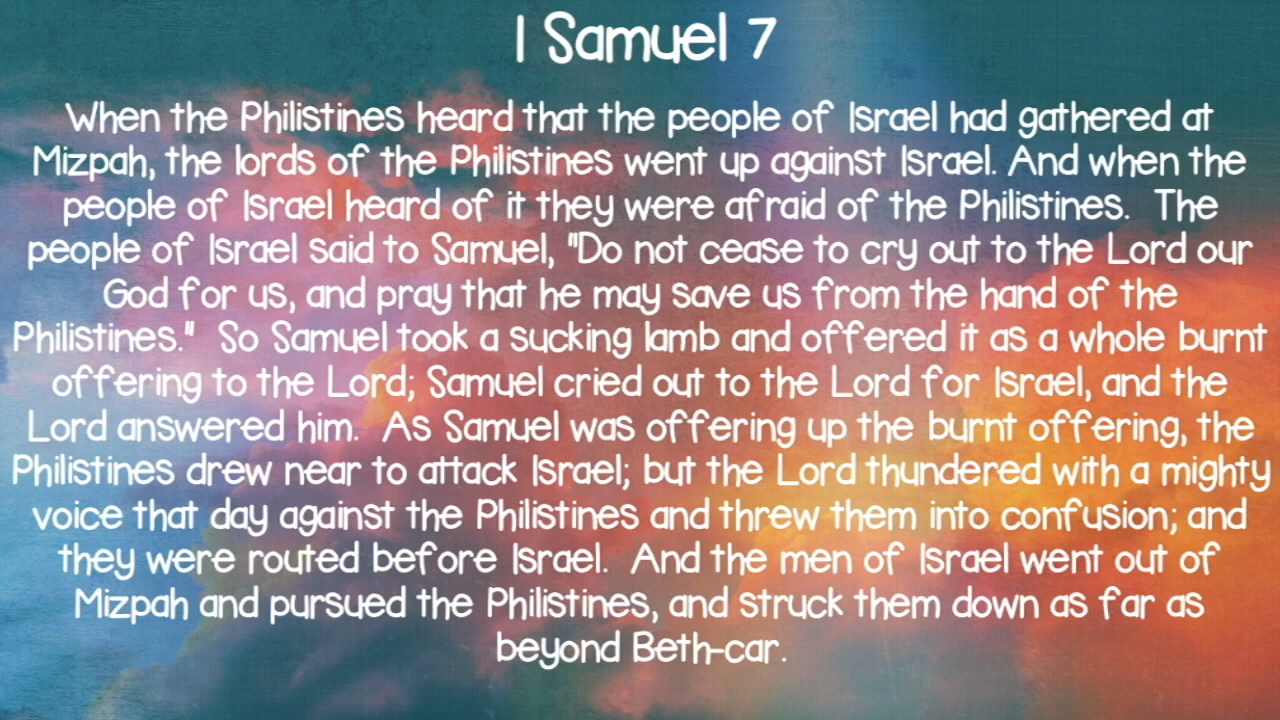 1 Samuel 7
When the Philistines heard that the people of Israel had gathered at
Mizpah, the lords of the Philistines went up against Israel. And when the
people of Israel heard of it they were afraid of the Philistines. The
people of Israel said to Samuel, "Do not cease to cry out to the Lord our
God for us, and pray that he may save us from the hand of the
Philistines." So Samuel took a sucking lamb and offered it as a whole burnt
offering to the Lord; Samuel cried out to the Lord for Israel, and the
Lord answered him. As Samuel was offering up the burnt offering, the
Philistines drew near to attack Israel; but the Lord thundered with a mighty
voice that day against the Philistines and threw them into confusion; and
they were routed before Israel. And the men of Israel went out of
Mizpah and pursued the Philistines, and struck them down as far as
beyond Beth-car.